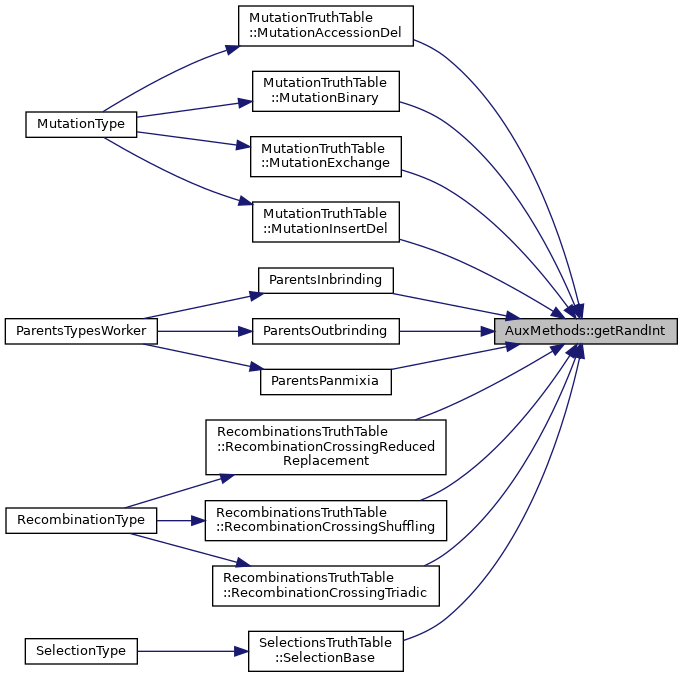 MutationTruthTable
::MutationAccessionDel
MutationTruthTable
::MutationBinary
MutationType
MutationTruthTable
::MutationExchange
MutationTruthTable
::MutationInsertDel
ParentsInbrinding
ParentsTypesWorker
ParentsOutbrinding
AuxMethods::getRandInt
ParentsPanmixia
RecombinationsTruthTable
::RecombinationCrossingReduced
Replacement
RecombinationType
RecombinationsTruthTable
::RecombinationCrossingShuffling
RecombinationsTruthTable
::RecombinationCrossingTriadic
SelectionType
SelectionsTruthTable
::SelectionBase